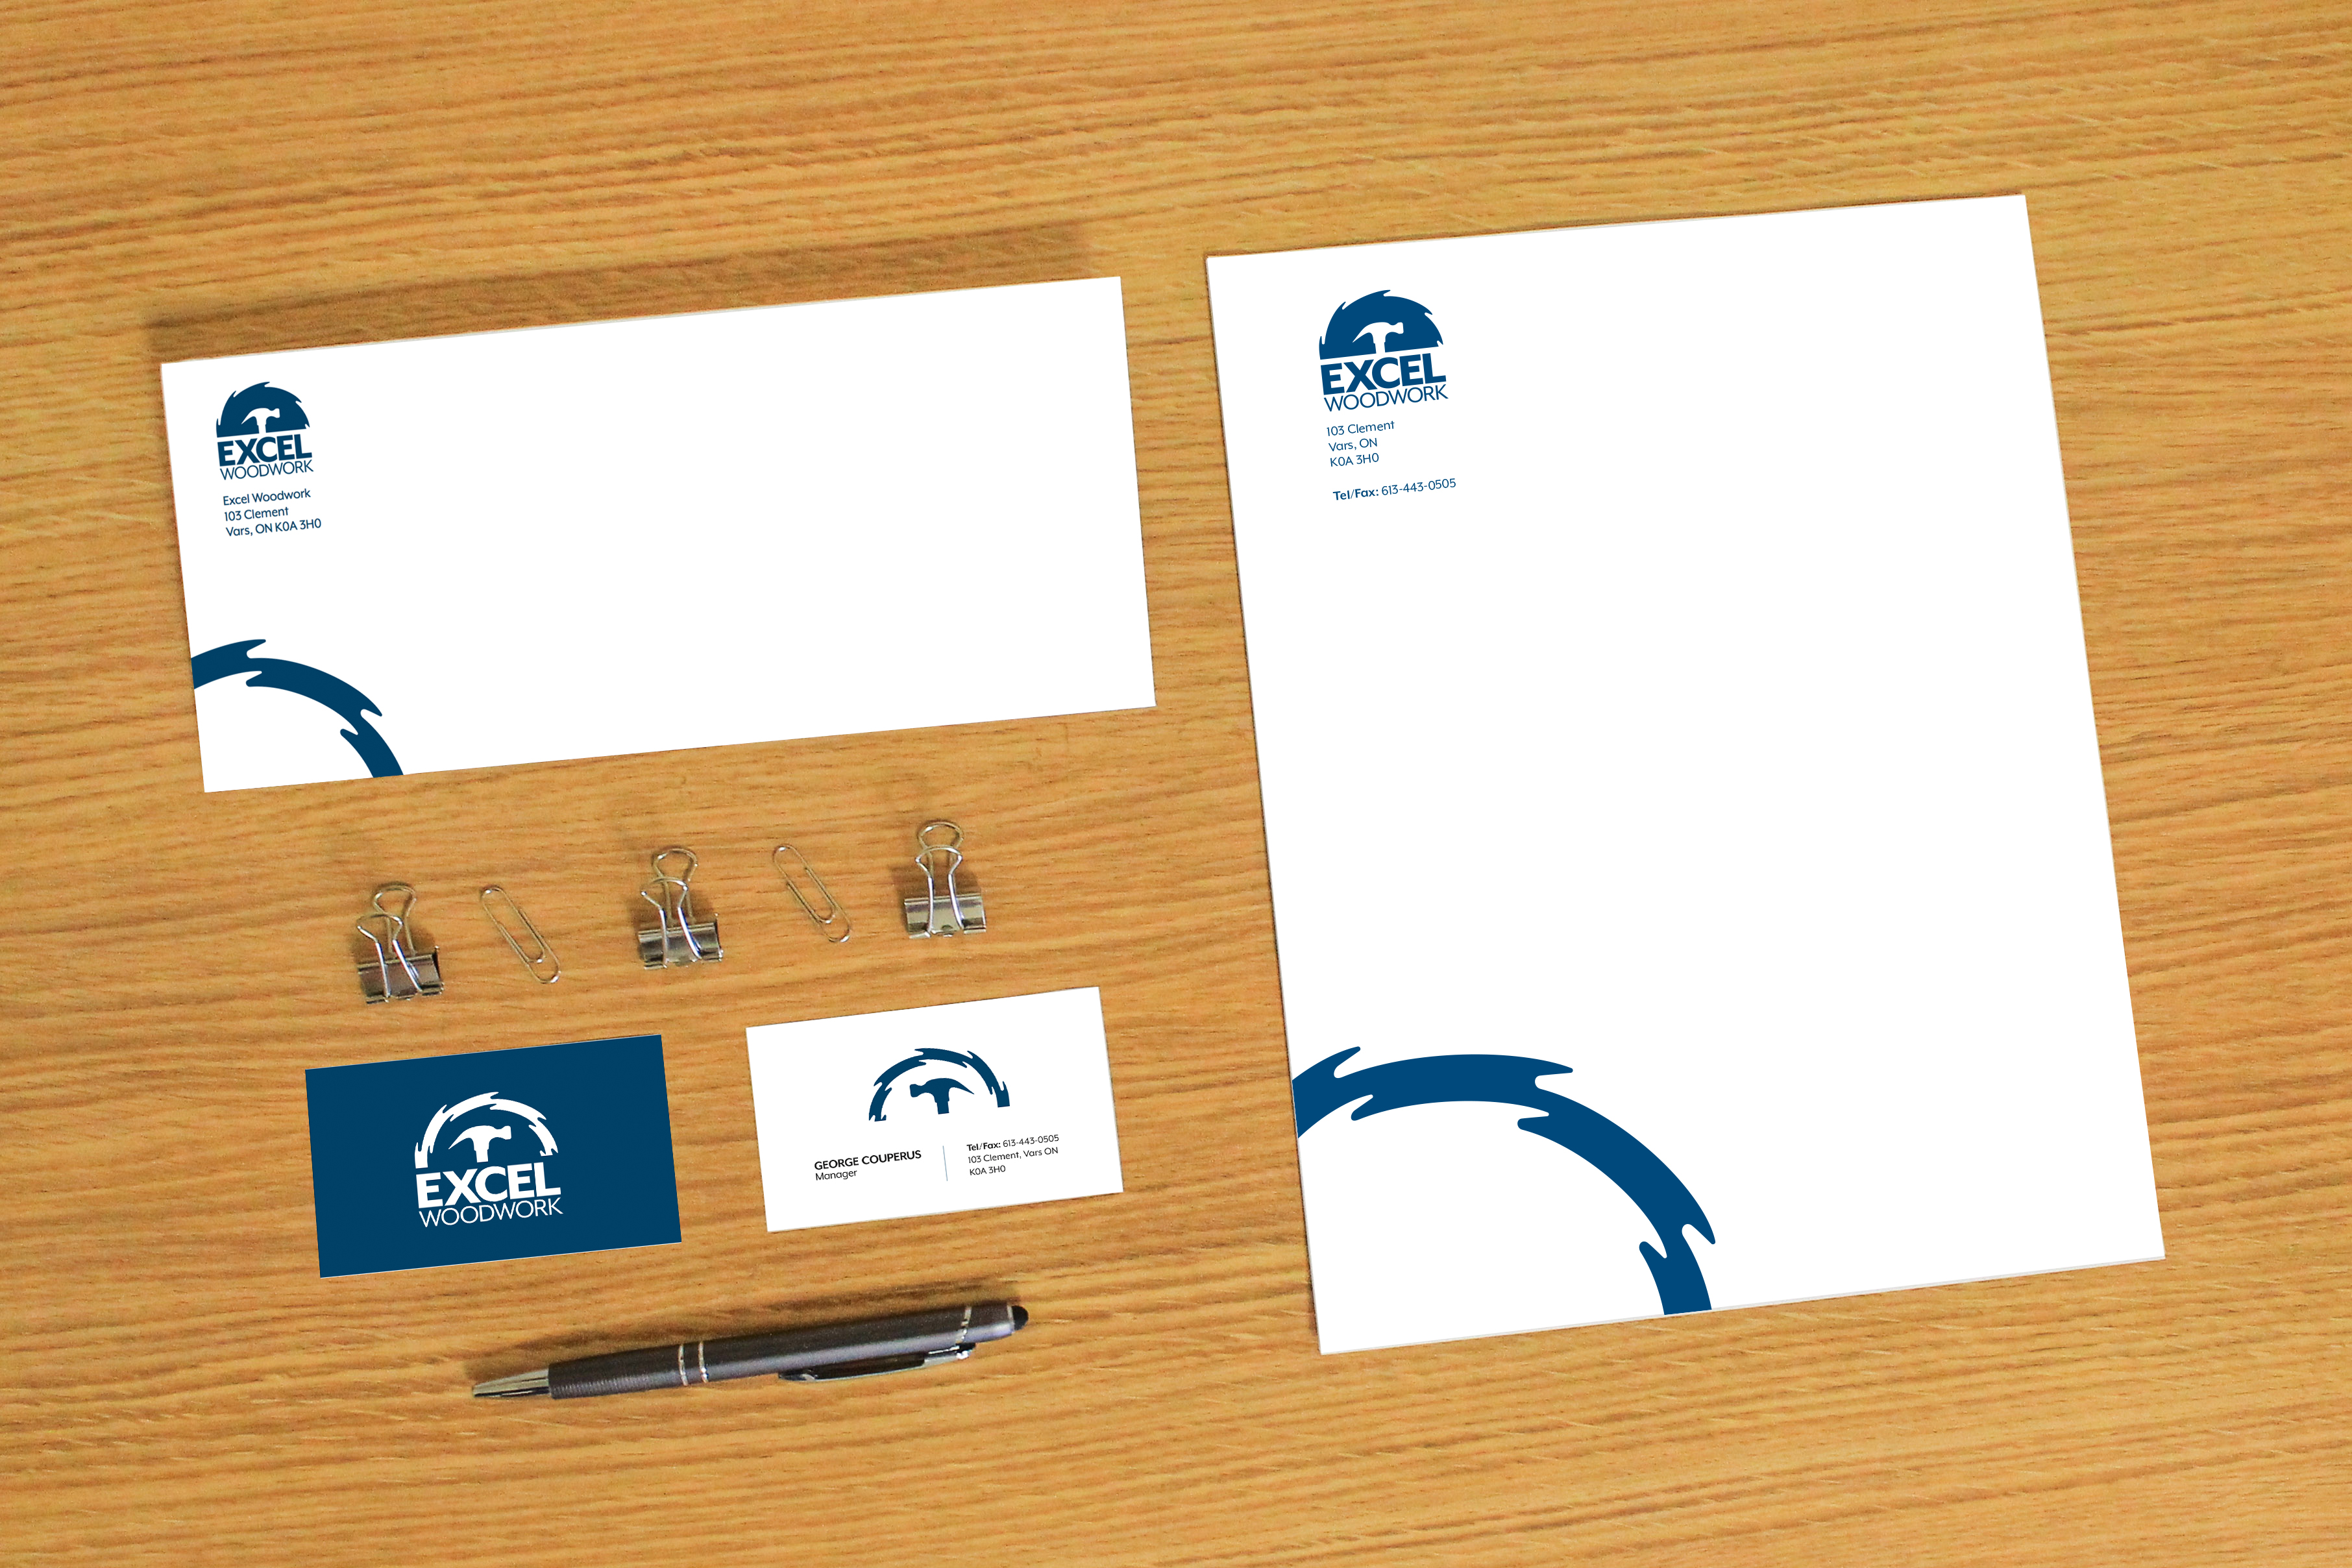 EXCEL
WOODWORK
Excel Woodwork
103 Clement
Vars, ON K0A 3H0
EXCEL
WOODWORK
103 Clement
Vars, ON
K0A 3H0
Tel/Fax: 613-443-0505
EXCEL
WOODWORK
GEORGE COUPERUS
Manager
Tel/Fax: 613-443-0505
103 Clement, Vars ON
K0A 3H0